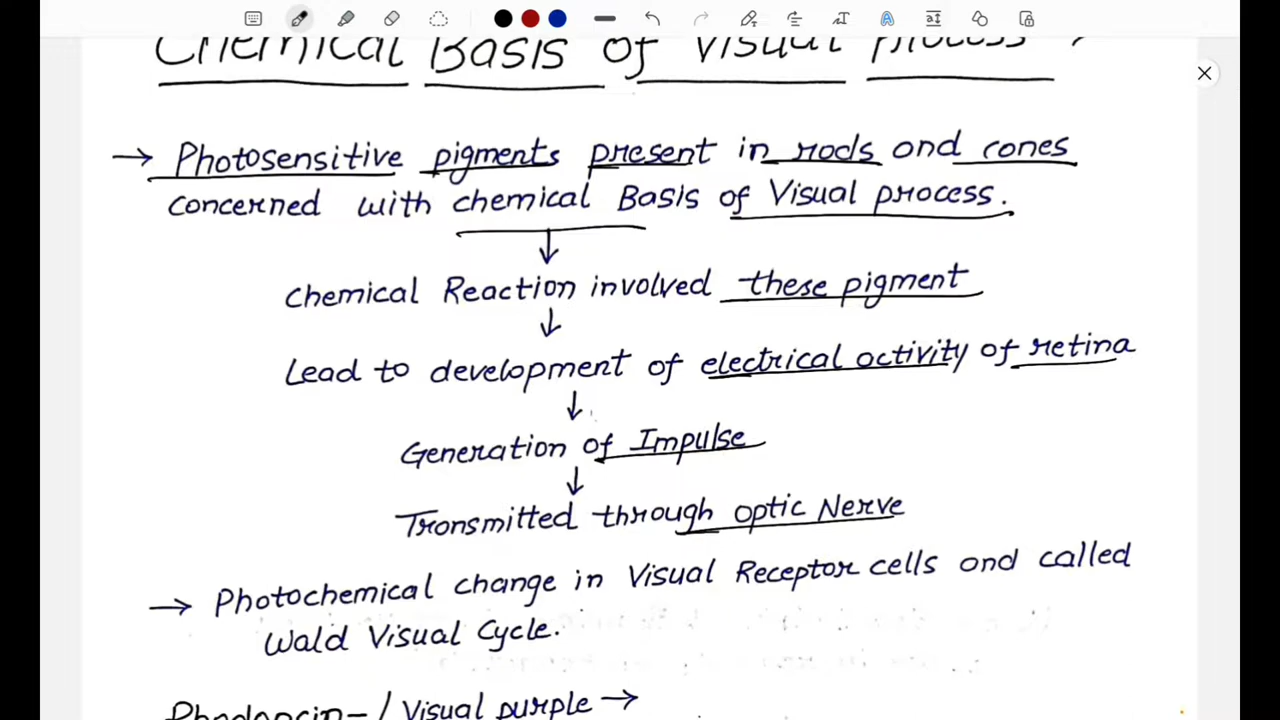 Chemical Basis of Visual Process →
→ Photosensitive pigments present in rods and cones
concerned with chemical Basis of Visual process.
↓
Chemical Reaction involved these pigment
↓
Lead to development of electrical activity of retina
↓
Generation of Impulse
↓
Transmitted through optic Nerve
→ Photochemical change in Visual Receptor cells and called
Wald Visual Cycle.
Rhodopsin - / Visual purple →